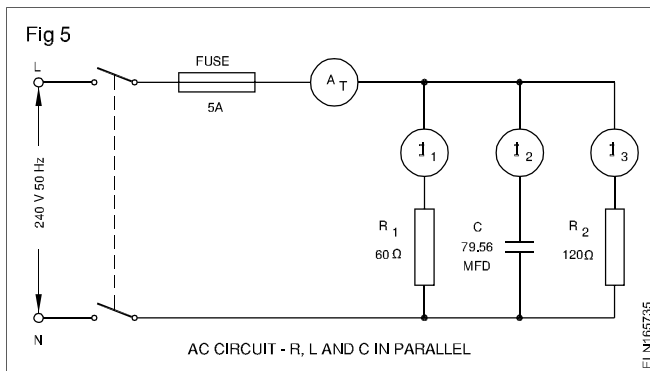 Fig 5
L
FUSE
5A
A T
240 V 50 Hz
I 1
I 2
I 3
R 1
60 Ω
C
79.56
MFD
R 2
120Ω
N
AC CIRCUIT - R, L AND C IN PARALLEL
ELN165735